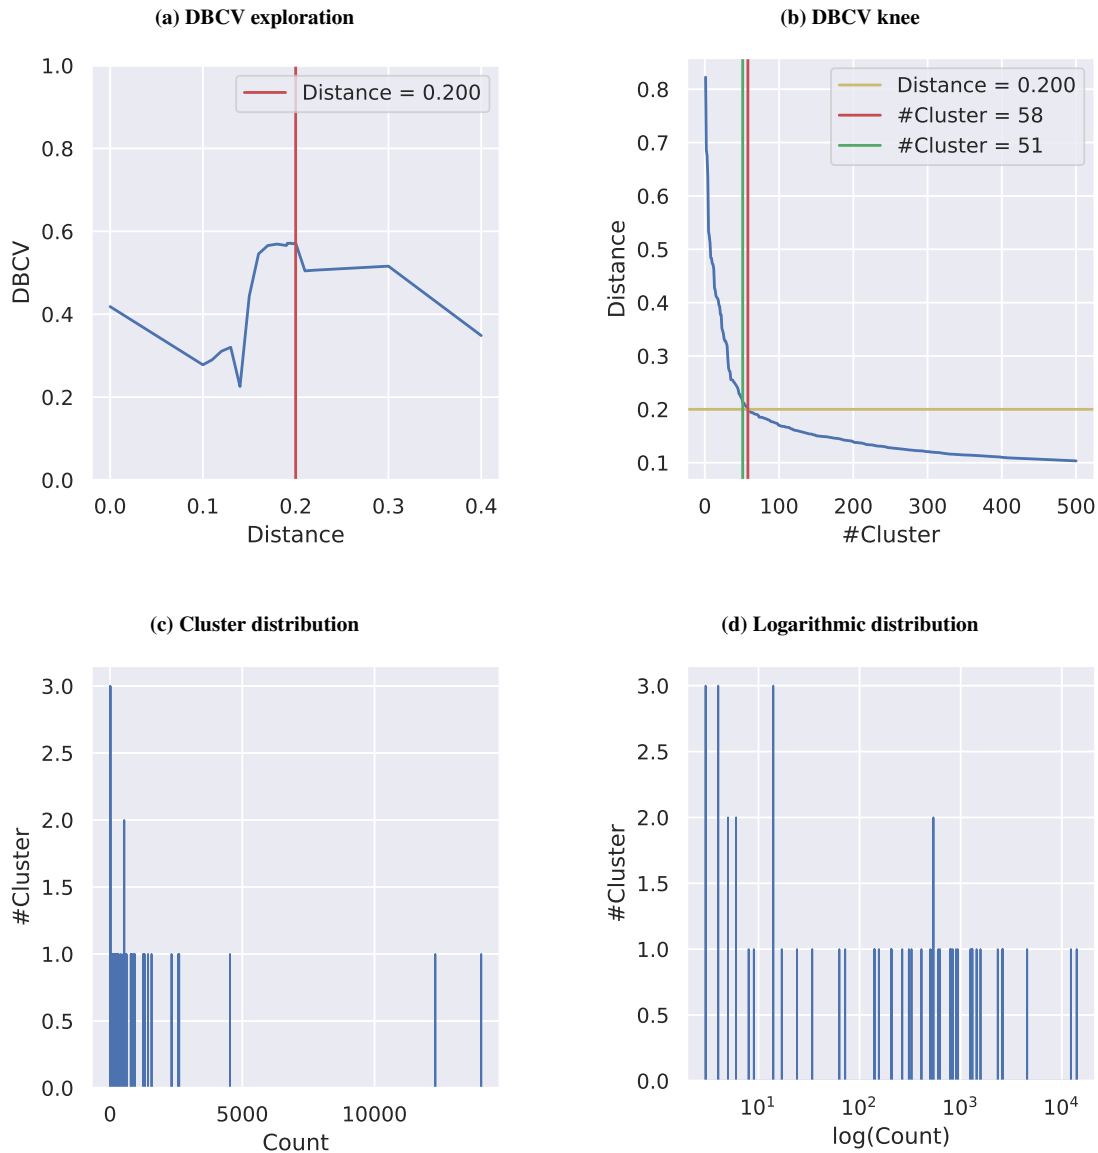 (a) DBCV exploration
1.0
0.8
0.6
0.4
0.2
0.0
DBCV
Distance = 0.200
0.0 0.1 0.2 0.3 0.4
Distance
(b) DBCV knee
0.8
0.7
0.6
0.5
0.4
0.3
0.2
0.1
Distance
Distance = 0.200
#Cluster = 58
#Cluster = 51
0 100 200 300 400 500
#Cluster
(c) Cluster distribution
3.0
2.5
2.0
1.5
1.0
0.5
0.0
#Cluster
0 5000 10000
Count
(d) Logarithmic distribution
3.0
2.5
2.0
1.5
1.0
0.5
0.0
#Cluster
10¹ 10² 10³ 10⁴
log(Count)